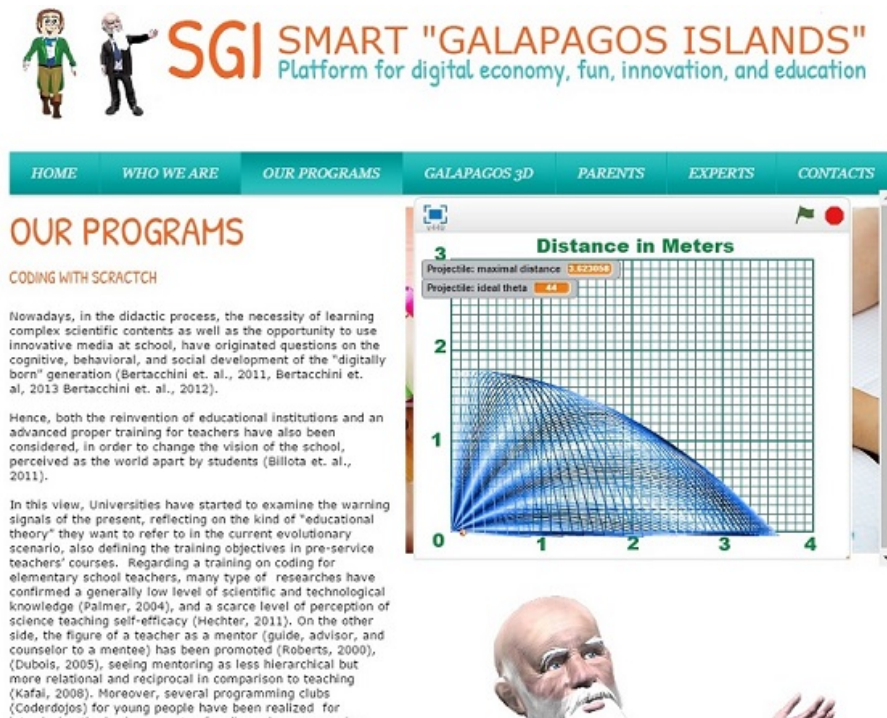 SGI SMART "GALAPAGOS ISLANDS"
Platform for digital economy, fun, innovation, and education
HOME WHO WE ARE OUR PROGRAMS GALAPAGOS 3D PARENTS EXPERTS CONTACTS
OUR PROGRAMS
CODING WITH SCRACTCH
Nowadays, in the didactic process, the necessity of learning
complex scientific contents as well as the opportunity to use
innovative media at school, have originated questions on the
cognitive, behavioral, and social development of the "digitally
born" generation (Bertacchini et. al., 2011, Bertacchini et.
al, 2013 Bertacchini et. al., 2012).
Hence, both the reinvention of educational institutions and an
advanced proper training for teachers have also been
considered, in order to change the vision of the school,
perceived as the world apart by students (Billota et. al.,
2011).
In this view, Universities have started to examine the warning
signals of the present, reflecting on the kind of "educational
theory" they want to refer to in the current evolutionary
scenario, also defining the training objectives in pre-service
teachers' courses. Regarding a training on coding for
elementary school teachers, many type of researches have
confirmed a generally low level of scientific and technological
knowledge (Palmer, 2004), and a scarce level of perception of
science teaching self-efficacy (Hechter, 2011). On the other
side, the figure of a teacher as a mentor (guide, advisor, and
counselor to a mentee) has been promoted (Roberts, 2000),
(Dubois, 2005), seeing mentoring as less hierarchical but
more relational and reciprocal in comparison to teaching
(Kafai, 2008). Moreover, several programming clubs
(Coderdojos) for young people have been realized for
Distance in Meters
Projectile: maximal distance 3.623058
Projectile: ideal theta 44
3
2
1
0 1 2 3 4